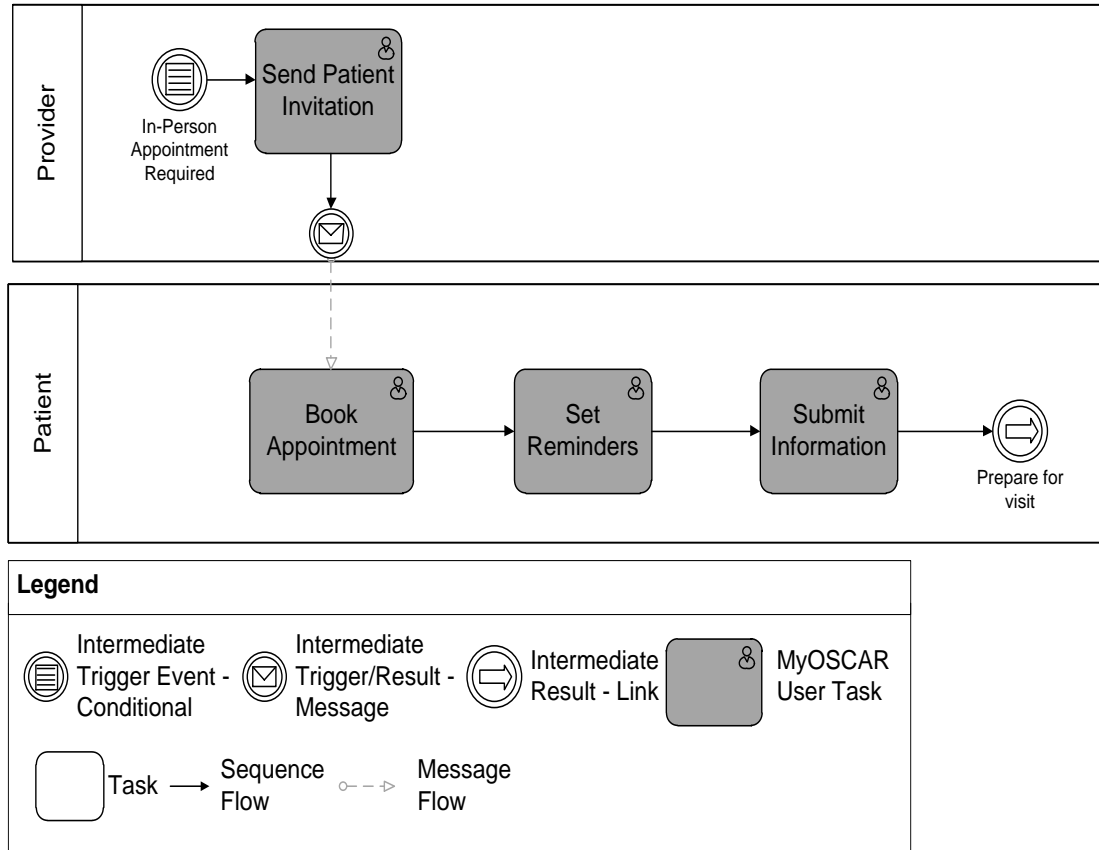 Provider
In-Person
Appointment
Required
Send Patient
Invitation
Patient
Book
Appointment
Set
Reminders
Submit
Information
Prepare for
visit
Legend
Intermediate
Trigger Event -
Conditional
Intermediate
Trigger/Result -
Message
Intermediate
Result - Link
MyOSCAR
User Task
Task
Sequence
Flow
Message
Flow